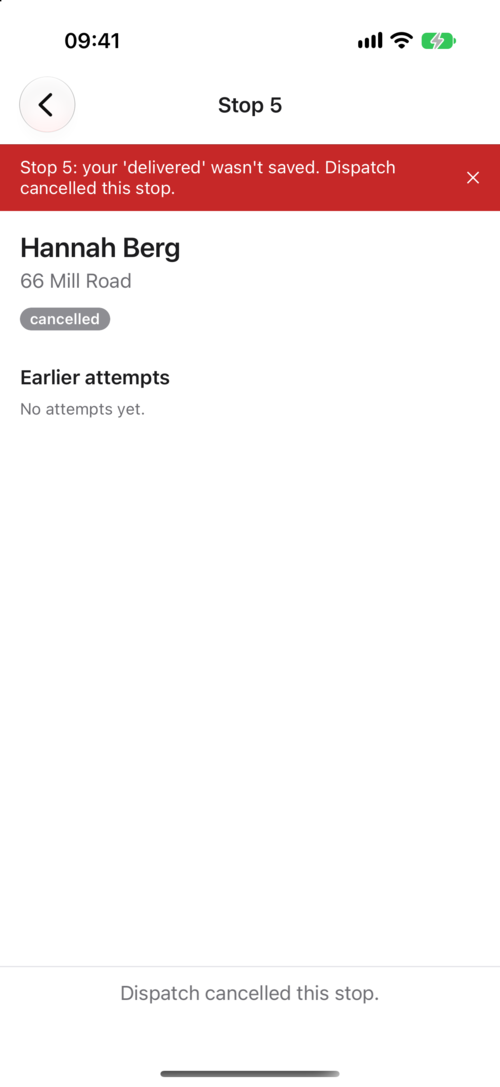 09:41
Stop 5
Stop 5: your 'delivered' wasn't saved. Dispatch
cancelled this stop.
Hannah Berg
66 Mill Road
cancelled
Earlier attempts
No attempts yet.
Dispatch cancelled this stop.